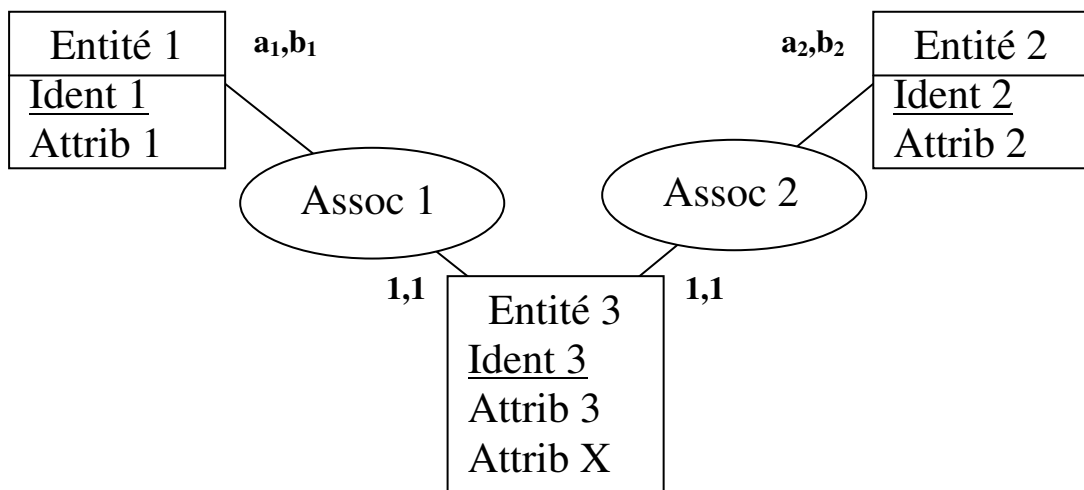 Entité 1
a₁,b₁
Ident 1
Attrib 1
a₂,b₂
Entité 2
Ident 2
Attrib 2
Assoc 1
Assoc 2
1,1
1,1
Entité 3
Ident 3
Attrib 3
Attrib X